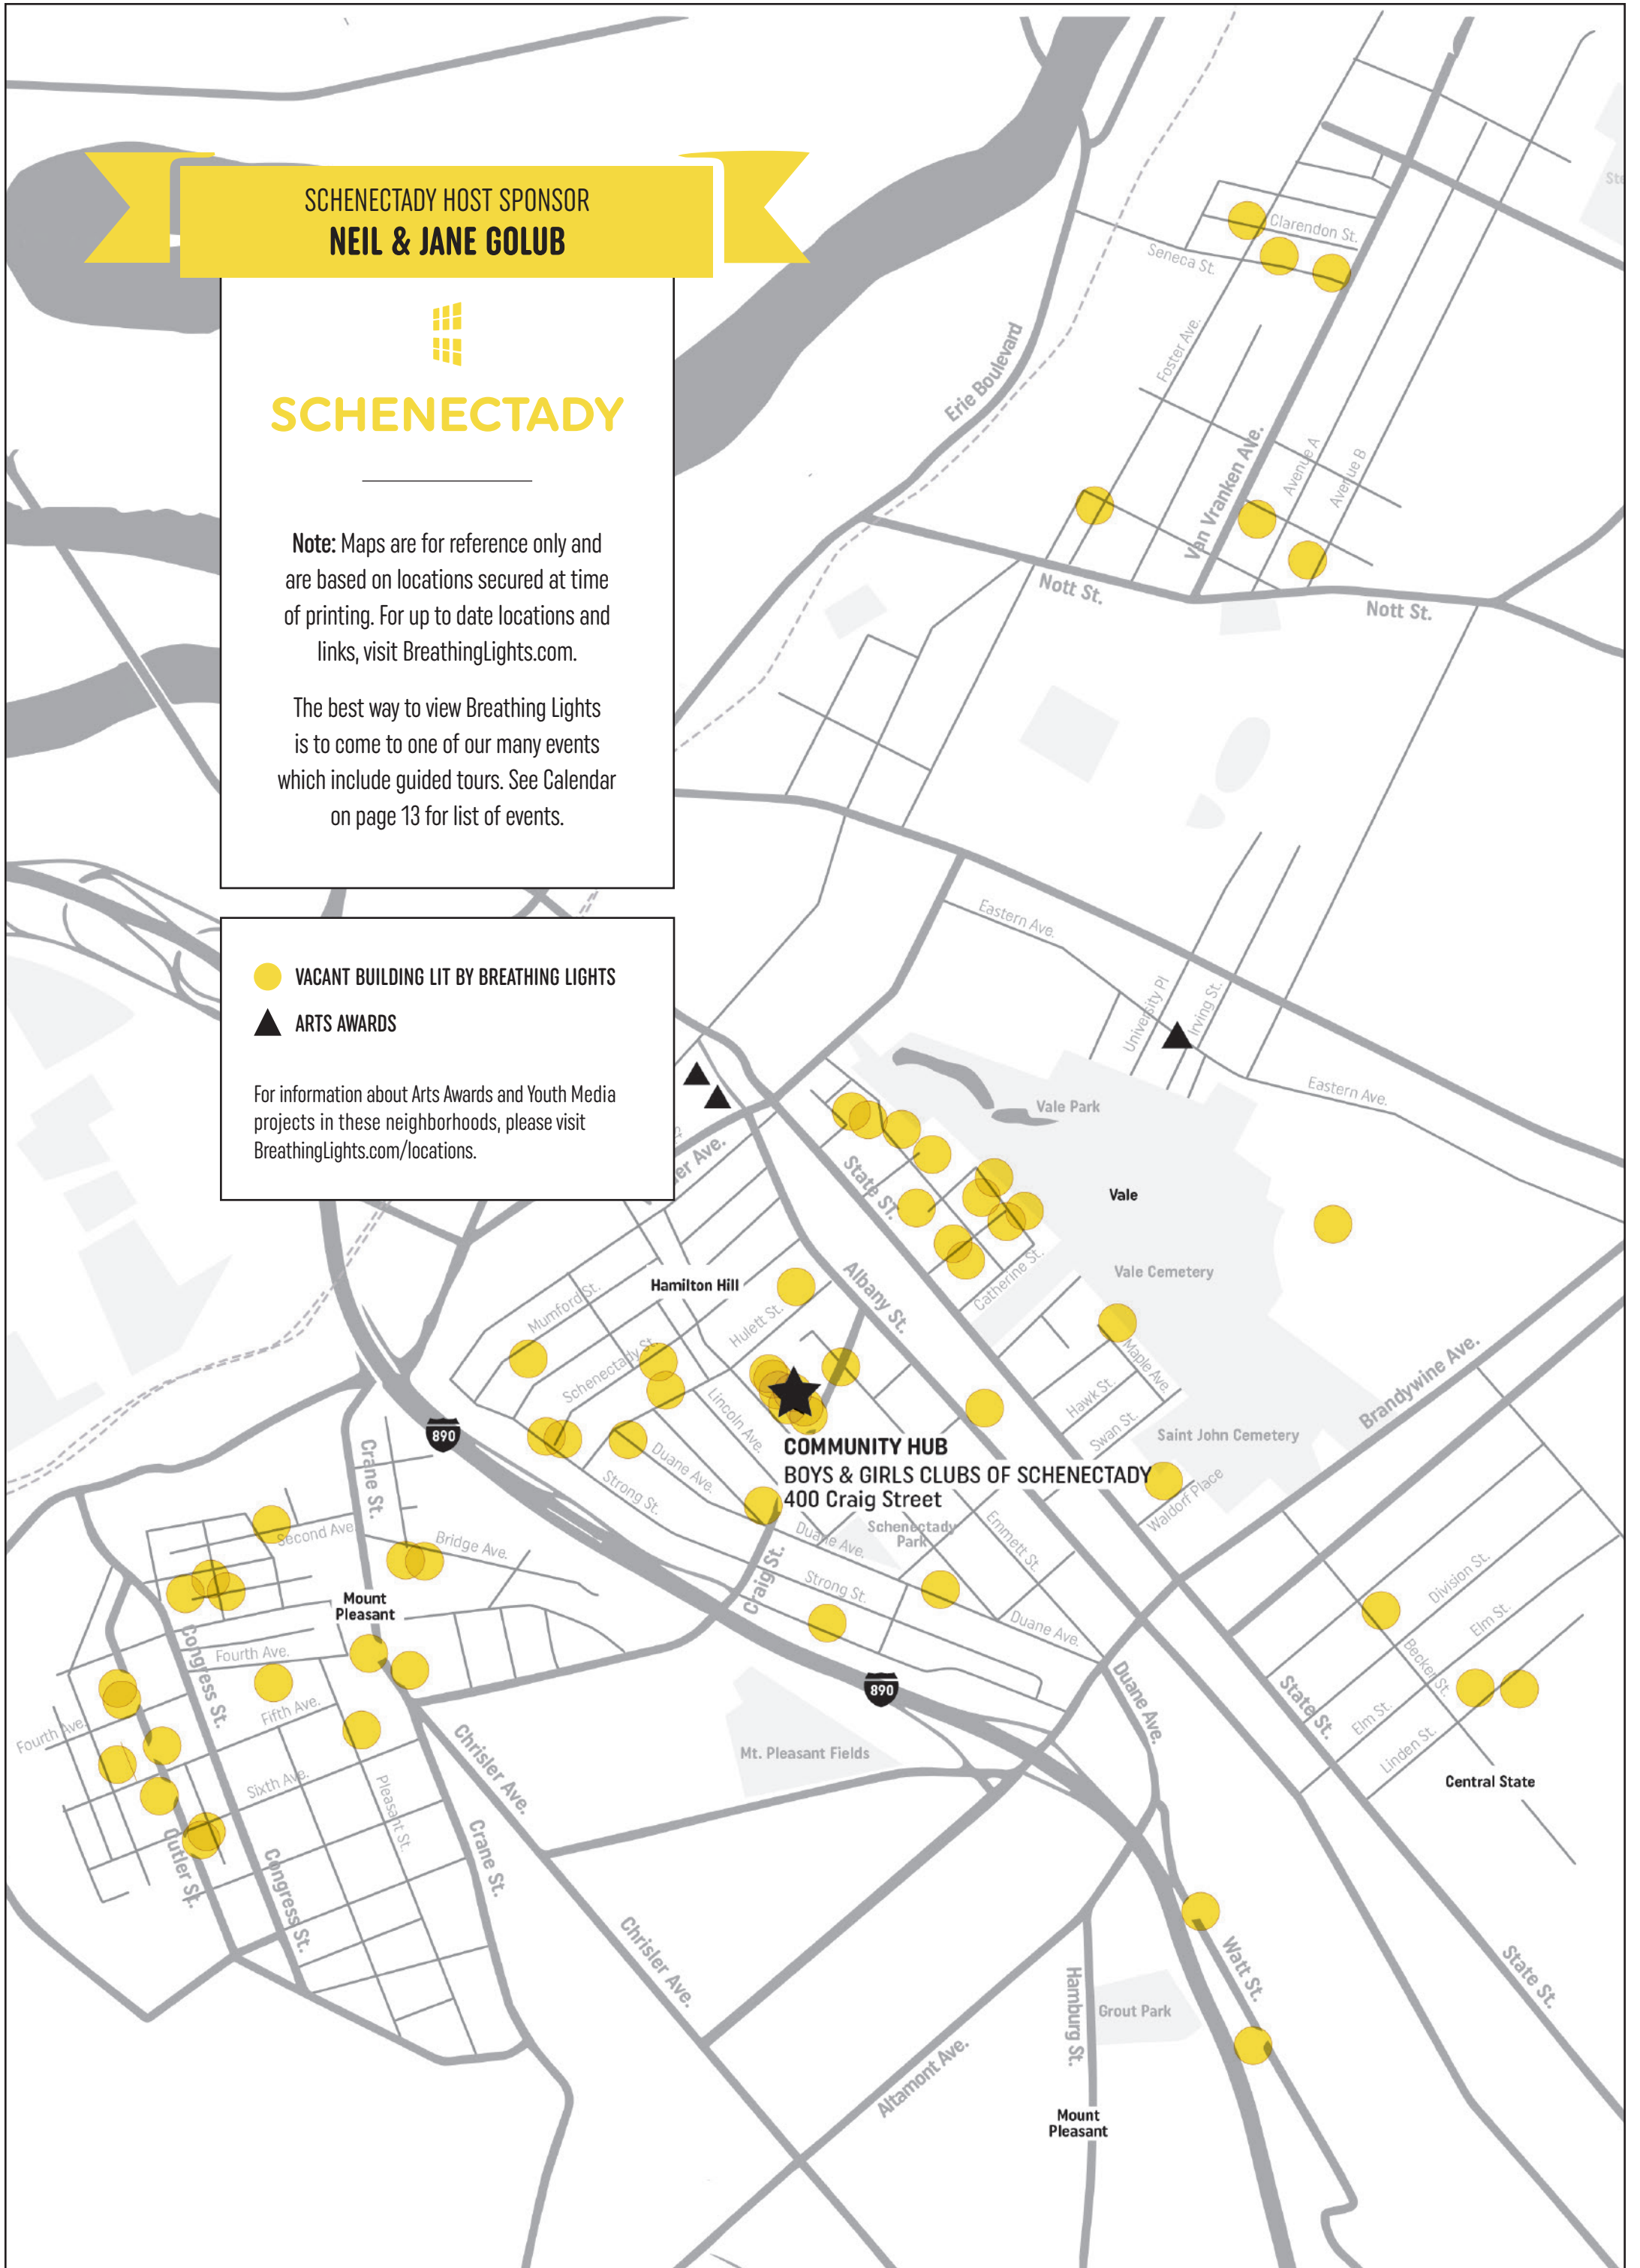 SCHENECTADY HOST SPONSOR
NEIL & JANE GOLUB
SCHENECTADY
Note: Maps are for reference only and
are based on locations secured at time
of printing. For up to date locations and
links, visit BreathingLights.com.
The best way to view Breathing Lights
is to come to one of our many events
which include guided tours. See Calendar
on page 13 for list of events.
VACANT BUILDING LIT BY BREATHING LIGHTS
ARTS AWARDS
For information about Arts Awards and Youth Media
projects in these neighborhoods, please visit
BreathingLights.com/locations.
Clarendon St.
Seneca St.
Foster Ave.
Erie Boulevard
Van Vranken Ave.
Avenue A
Avenue B
Nott St.
Nott St.
Eastern Ave.
University Pl
Irving St.
Eastern Ave.
Vale Park
State ST.
Vale
Vale Cemetery
Catherine St.
Albany St.
Hamilton Hill
Mumford St.
Hulett St.
Schenectady St.
Lincoln Ave.
Maple Ave.
Hawk St.
Swan St.
Saint John Cemetery
Brandywine Ave.
Waldorf Place
COMMUNITY HUB
BOYS & GIRLS CLUBS OF SCHENECTADY
400 Craig Street
890
Duane Ave.
Strong St.
Crane St.
Second Ave
Bridge Ave.
Duane Ave.
Schenectady
Park
Emmett St.
Craig St.
Strong St.
Duane Ave.
Duane Ave.
Mount
Pleasant
Congress St.
Fourth Ave.
Fifth Ave.
Fourth Ave.
Sixth Ave.
Pleasant St.
Cutler St.
Congress St.
Crane St.
Chrisler Ave.
Chrisler Ave.
890
Mt. Pleasant Fields
Division St.
Elm St.
Becker St.
Elm St.
Linden St.
State St.
Central State
State St.
Watt St.
Hamburg St.
Grout Park
Altamont Ave.
Mount
Pleasant